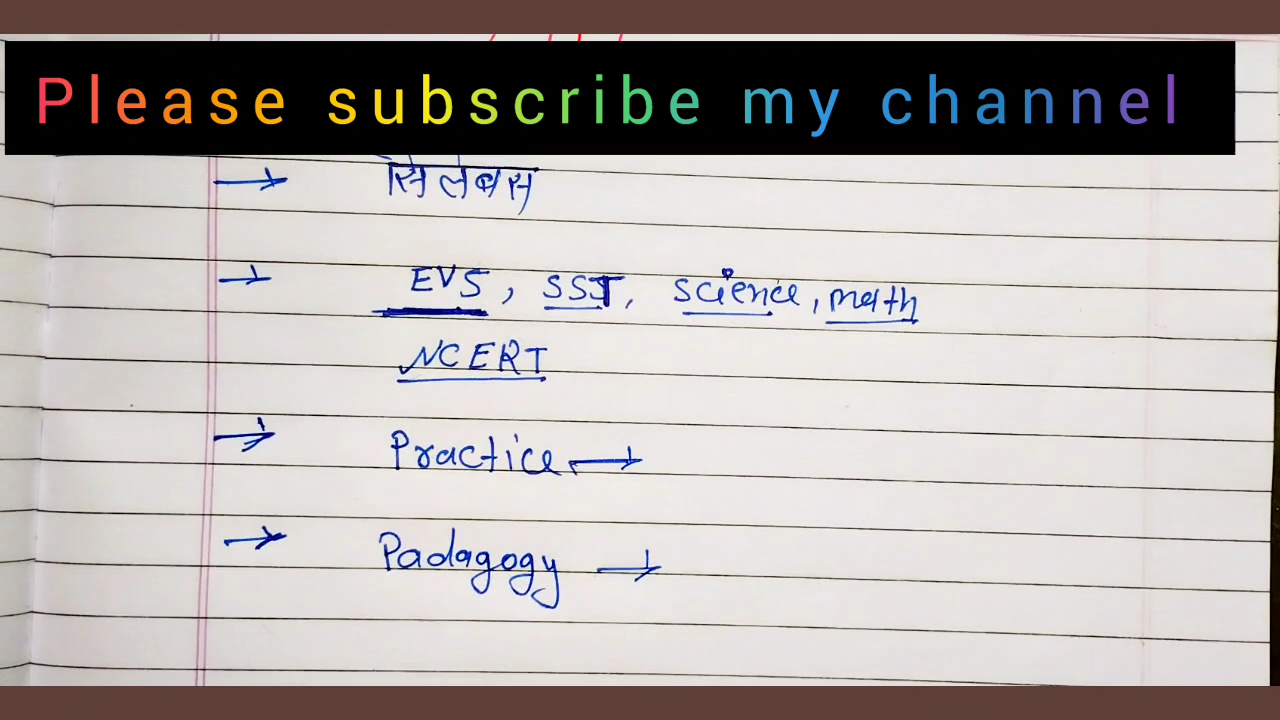 Please subscribe my channel
→ सिलेबस
→ EVS, SST, Science, math
NCERT
→ Practice →
→ Padagogy →